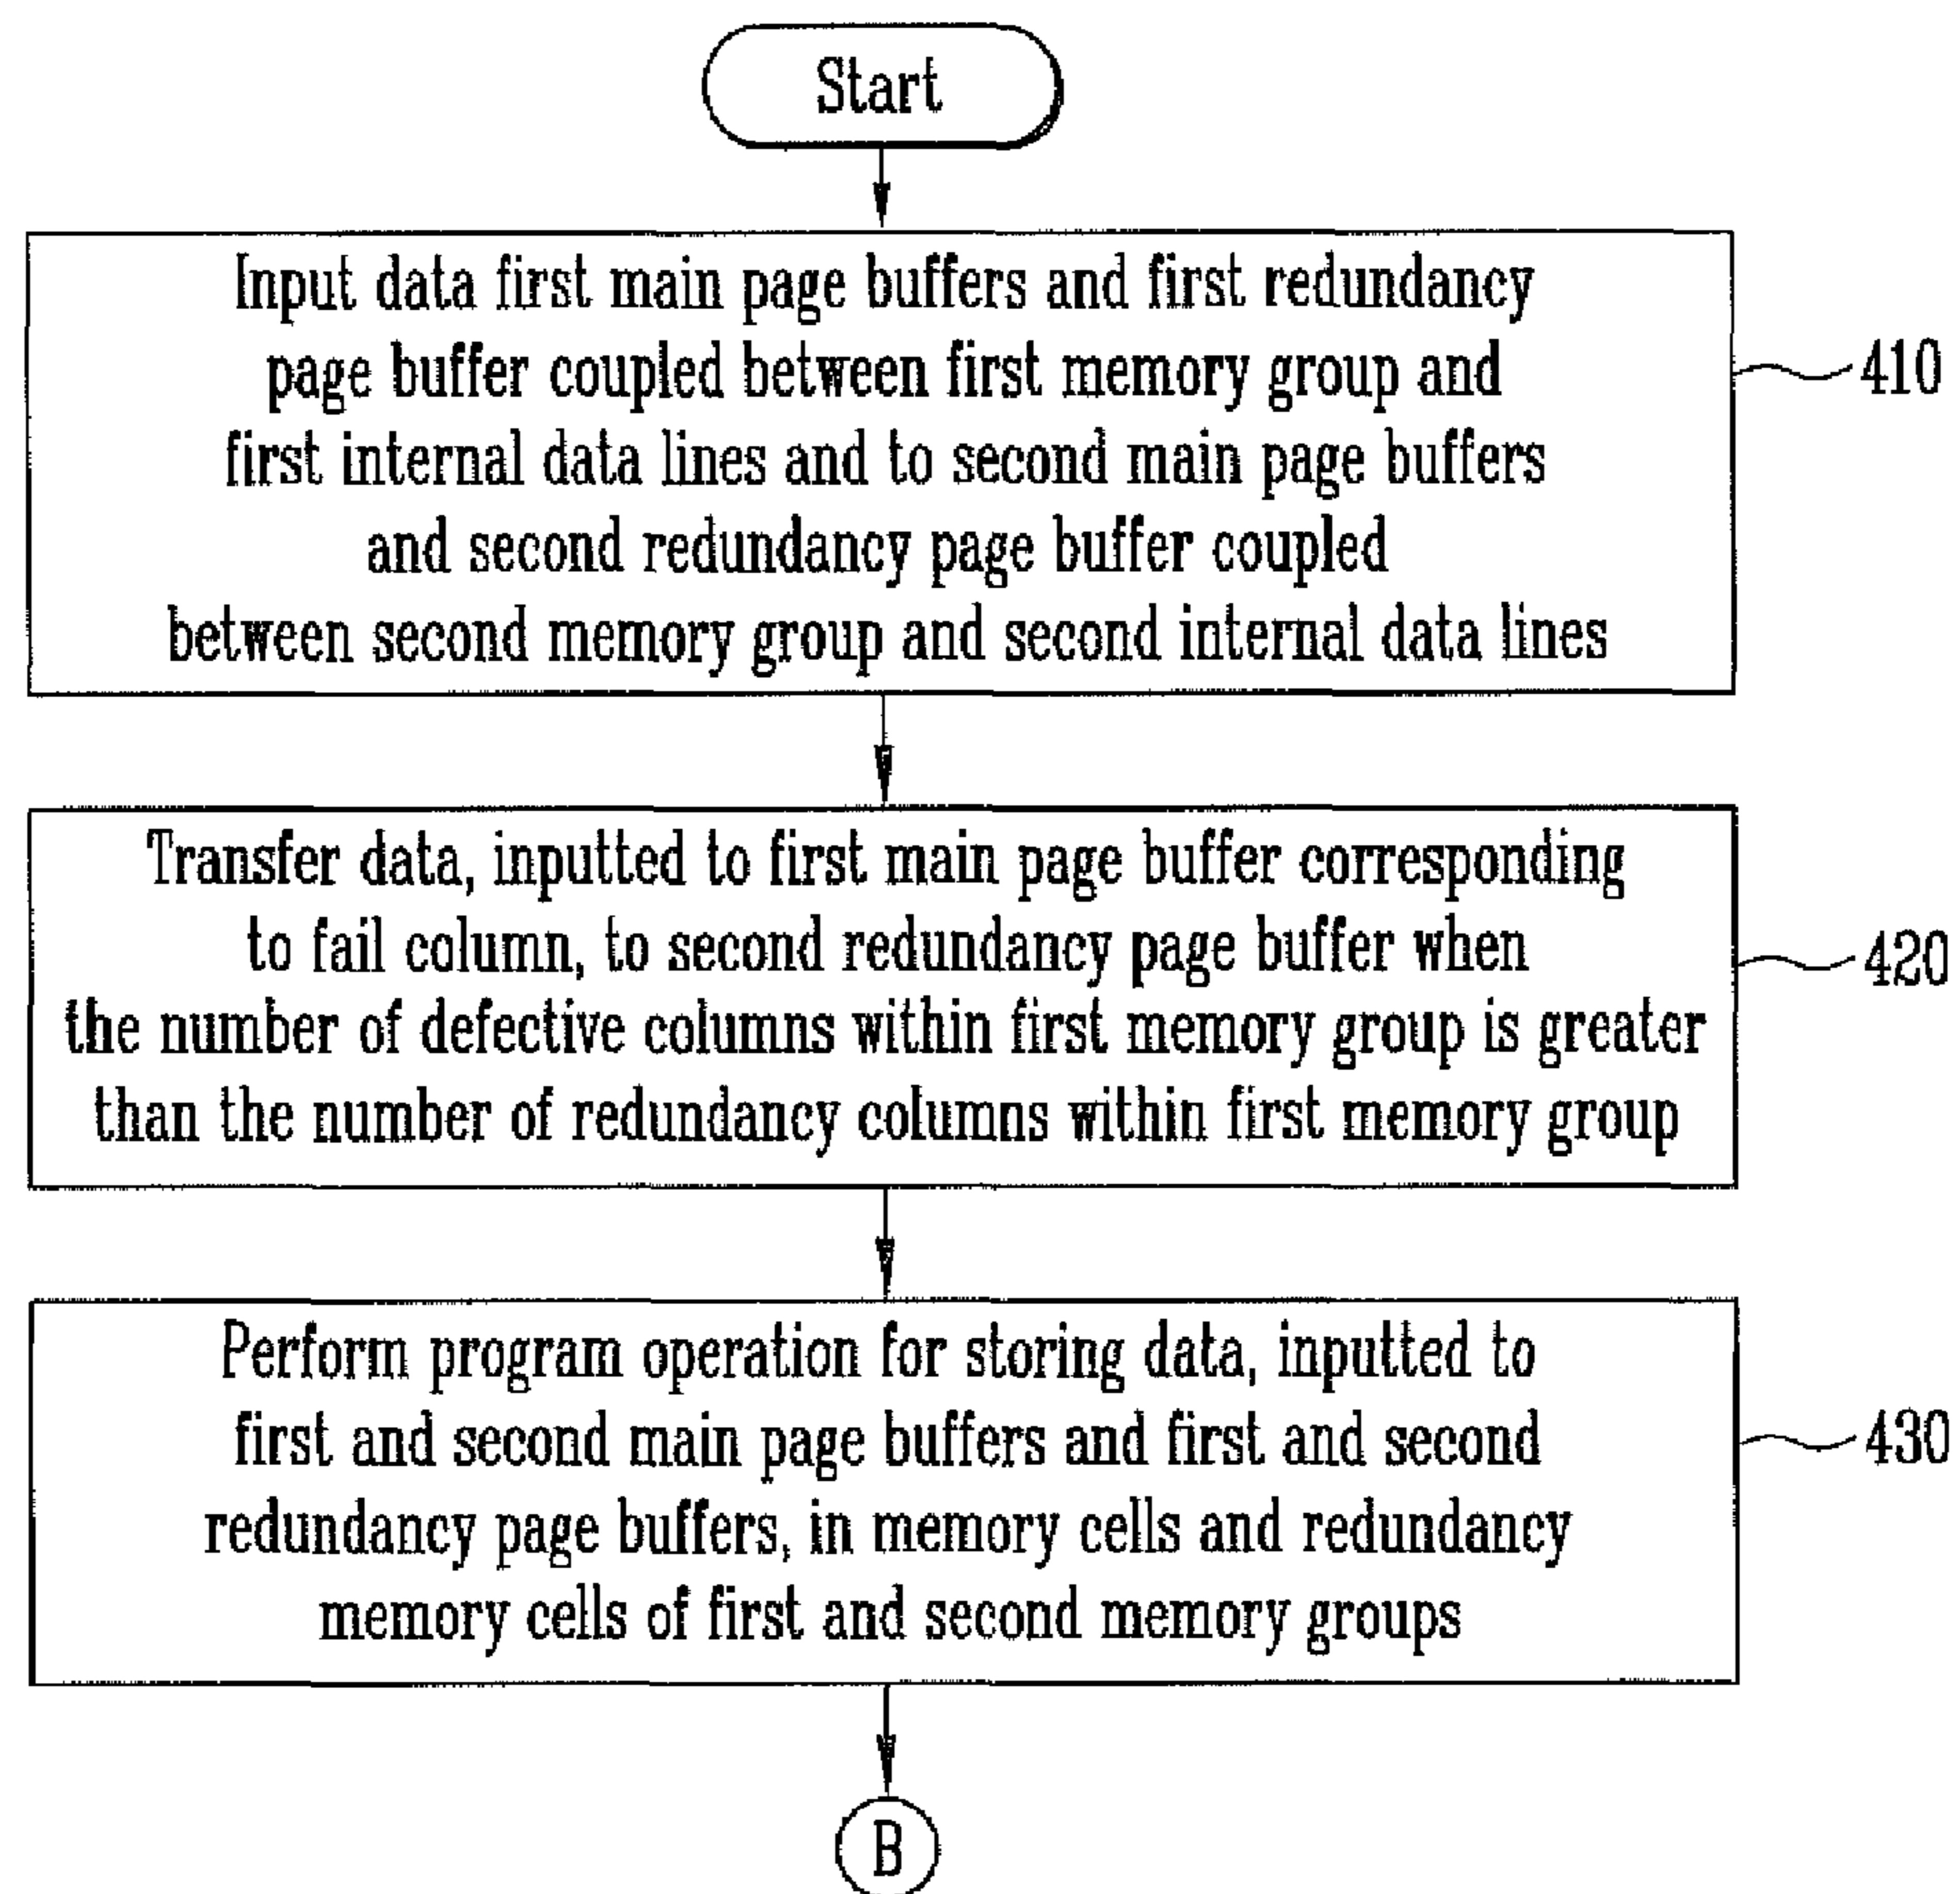 Start
Input data first main page buffers and first redundancy
page buffer coupled between first memory group and
first internal data lines and to second main page buffers
and second redundancy page buffer coupled
between second memory group and second internal data lines
410
Transfer data, inputted to first main page buffer corresponding
to fail column, to second redundancy page buffer when
the number of defective columns within first memory group is greater
than the number of redundancy columns within first memory group
420
Perform program operation for storing data, inputted to
first and second main page buffers and first and second
redundancy page buffers, in memory cells and redundancy
memory cells of first and second memory groups
430
B